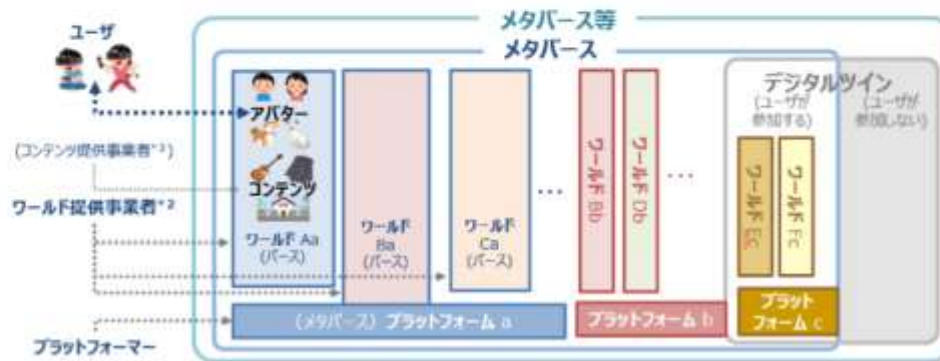 メタバース等
メタバース
ユーザ
アバター
コンテンツ
(コンテンツ提供事業者*3)
ワールド提供事業者*2
プラットフォーマー
ワールド Aa
(バース)
ワールド
Ba
(バース)
ワールド
Ca
(バース)
…
ワールド Bb
ワールド Db
…
デジタルツイン
(ユーザが
参加する)
(ユーザが
参加しない)
ワールド Ec
ワールド Fc
(メタバース) プラットフォーム a
プラットフォーム b
プラット
フォーム c